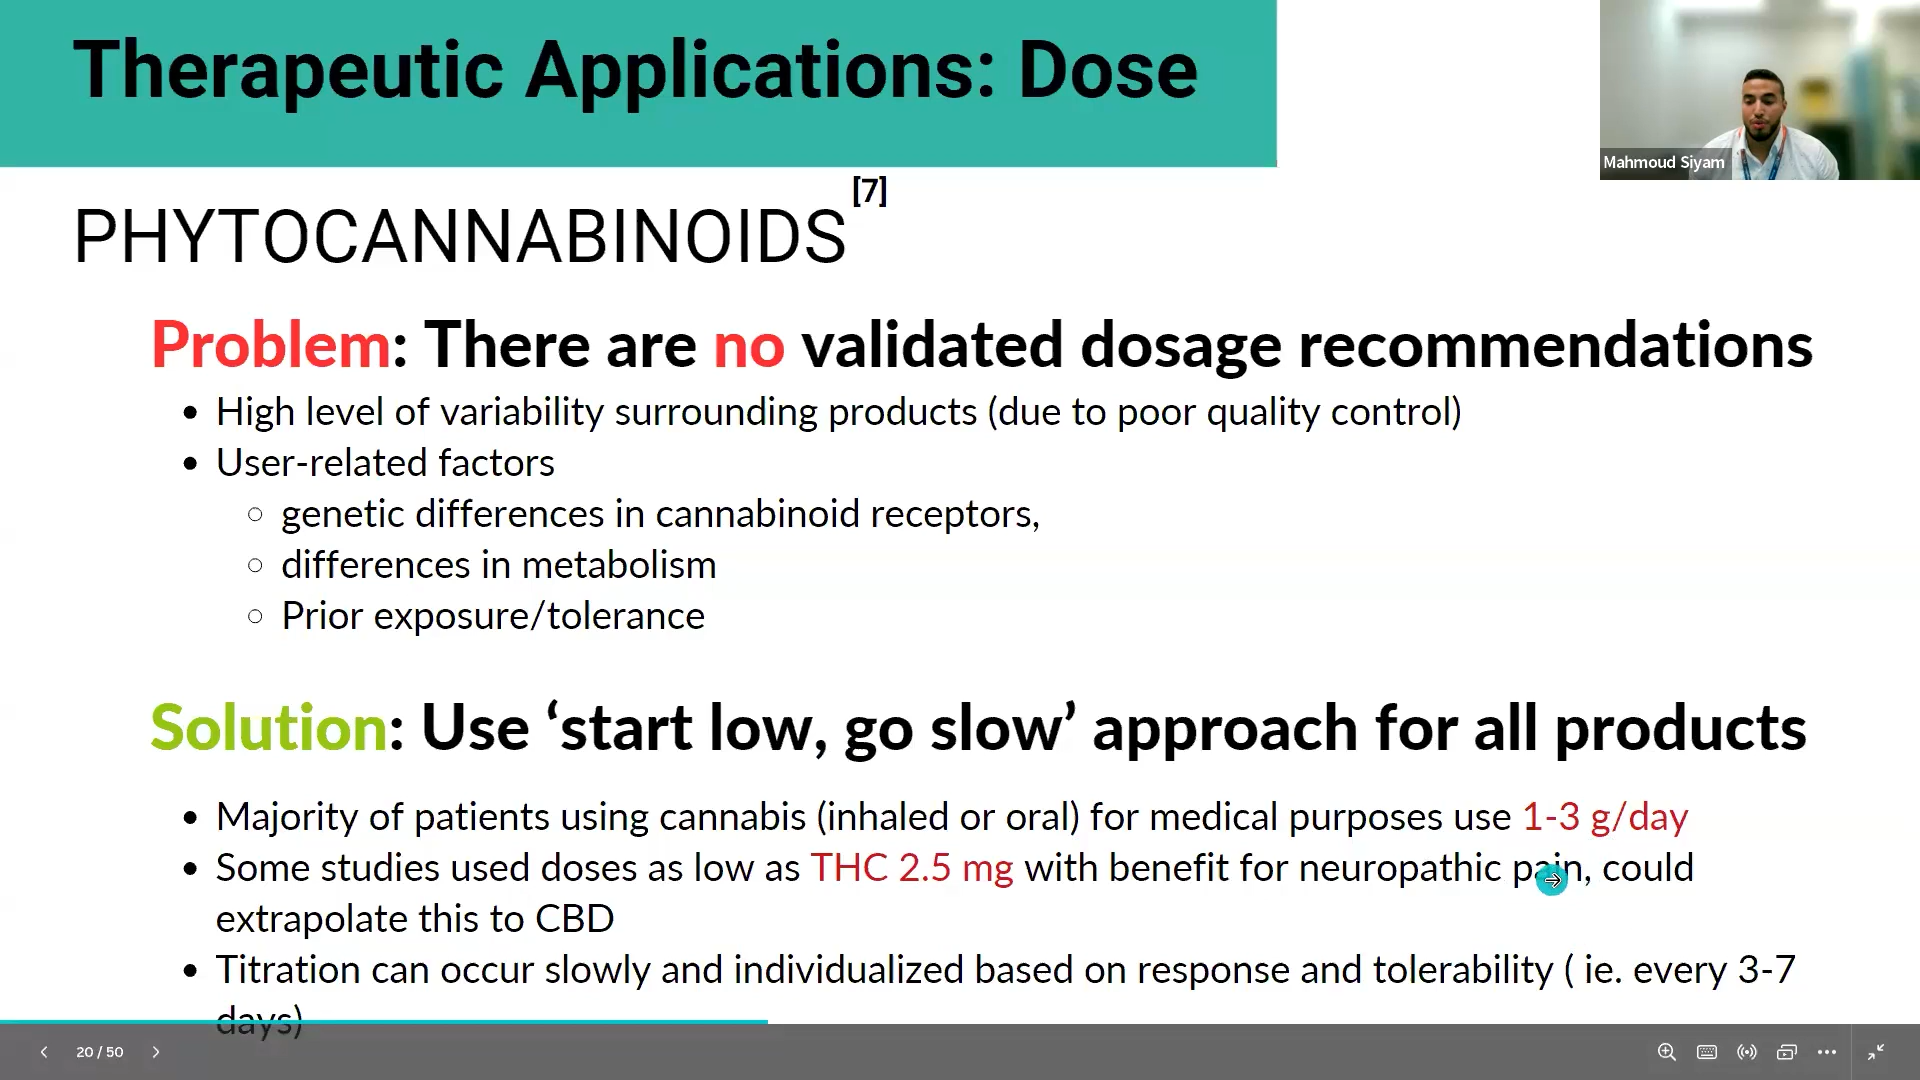 Therapeutic Applications: Dose
Mahmoud Siyam
PHYTOCANNABINOIDS [7]
Problem: There are no validated dosage recommendations
• High level of variability surrounding products (due to poor quality control)
• User-related factors
○ genetic differences in cannabinoid receptors,
○ differences in metabolism
○ Prior exposure/tolerance
Solution: Use ‘start low, go slow’ approach for all products
• Majority of patients using cannabis (inhaled or oral) for medical purposes use 1-3 g/day
• Some studies used doses as low as THC 2.5 mg with benefit for neuropathic pain, could
extrapolate this to CBD
• Titration can occur slowly and individualized based on response and tolerability ( ie. every 3-7
days)
20 / 50